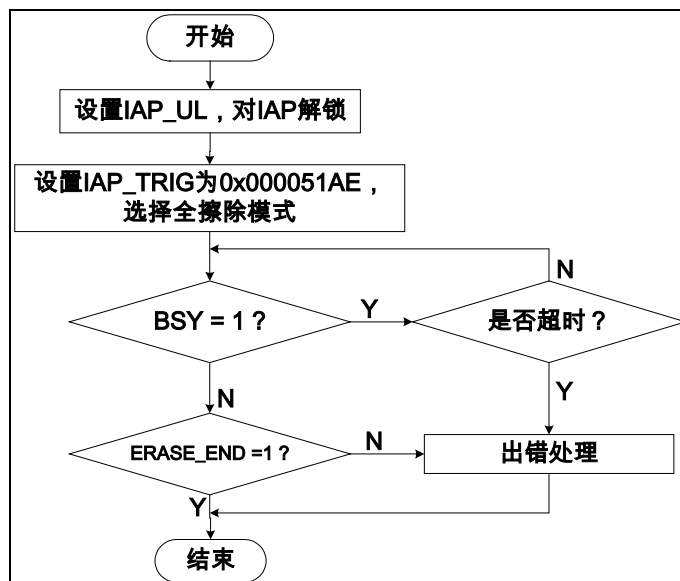 开始
设置IAP_UL，对IAP解锁
设置IAP_TRIG为0x000051AE，
选择全擦除模式
N
BSY = 1？
Y
是否超时？
N
Y
ERASE_END =1？
N
出错处理
Y
结束